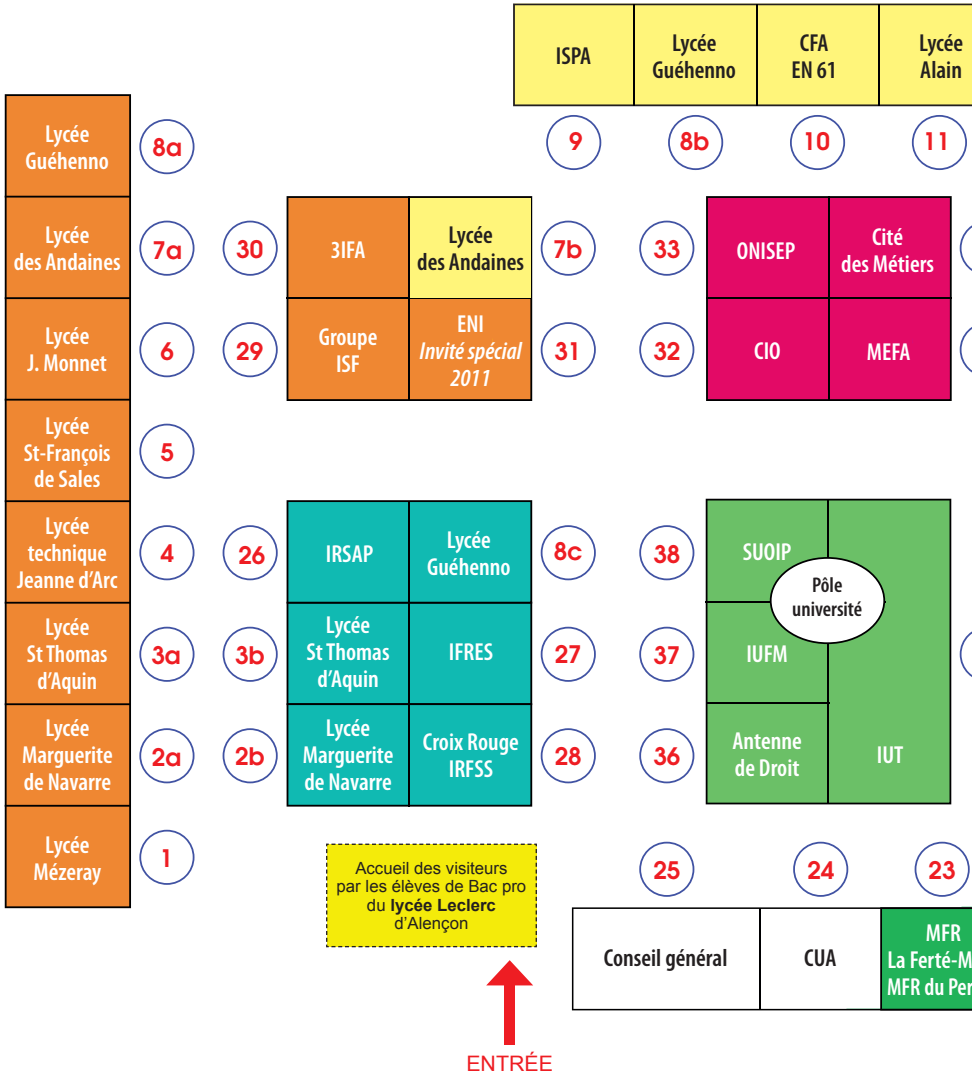 ISPA
Lycée
Guéhenno
CFA
EN 61
Lycée
Alain
9
8b
10
11
Lycée
Guéhenno
8a
Lycée
des Andaines
7a
30
3IFA
Lycée
des Andaines
7b
33
ONISEP
Cité
des Métiers
Lycée
J. Monnet
6
29
Groupe
ISF
ENI
Invité spécial
2011
31
32
CIO
MEFA
Lycée
St-François
de Sales
5
Lycée
technique
Jeanne d'Arc
4
26
IRSAP
Lycée
Guéhenno
8c
38
SUOIP
Pôle
université
Lycée
St Thomas
d'Aquin
3a
3b
Lycée
St Thomas
d'Aquin
IFRES
27
37
IUFM
Lycée
Marguerite
de Navarre
2a
2b
Lycée
Marguerite
de Navarre
Croix Rouge
IRFSS
28
36
Antenne
de Droit
IUT
Lycée
Mézeray
1
Accueil des visiteurs
par les élèves de Bac pro
du lycée Leclerc
d'Alençon
25
24
23
Conseil général
CUA
MFR
La Ferté-M
MFR du Per
ENTRÉE